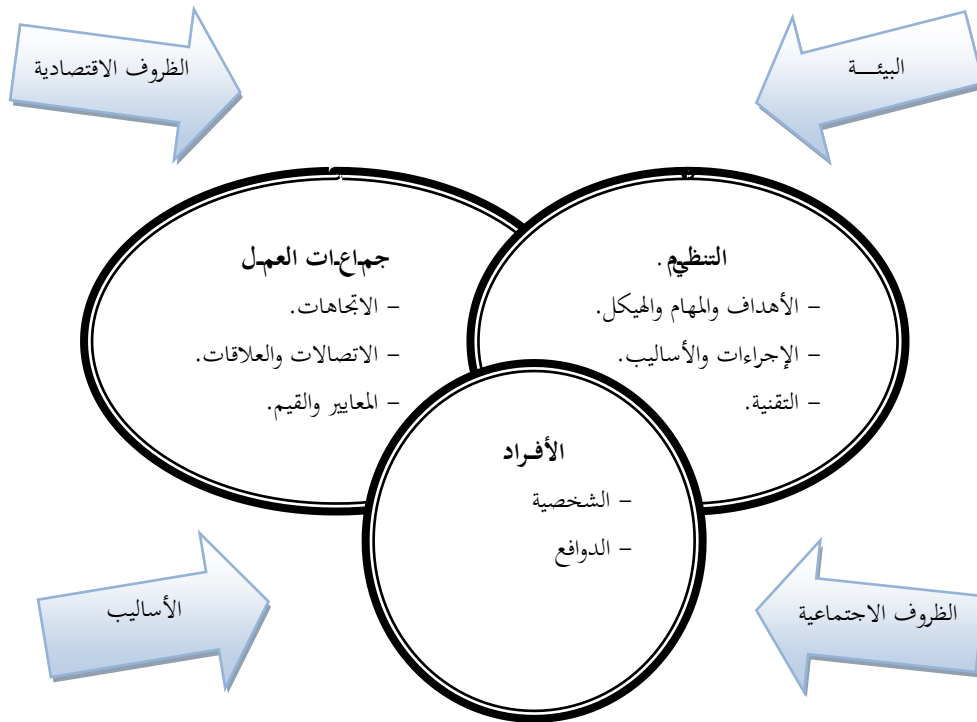 البيئـــة
الظروف الاقتصادية
التنظيم.
– الأهداف والمهام والهيكل.
– الإجراءات والأساليب.
– التقنية.
جماعات العمل
– الاتجاهات.
– الاتصالات والعلاقات.
– المعايير والقيم.
الأفـراد
– الشخصية
– الدوافع
الظروف الاجتماعية
الأساليب